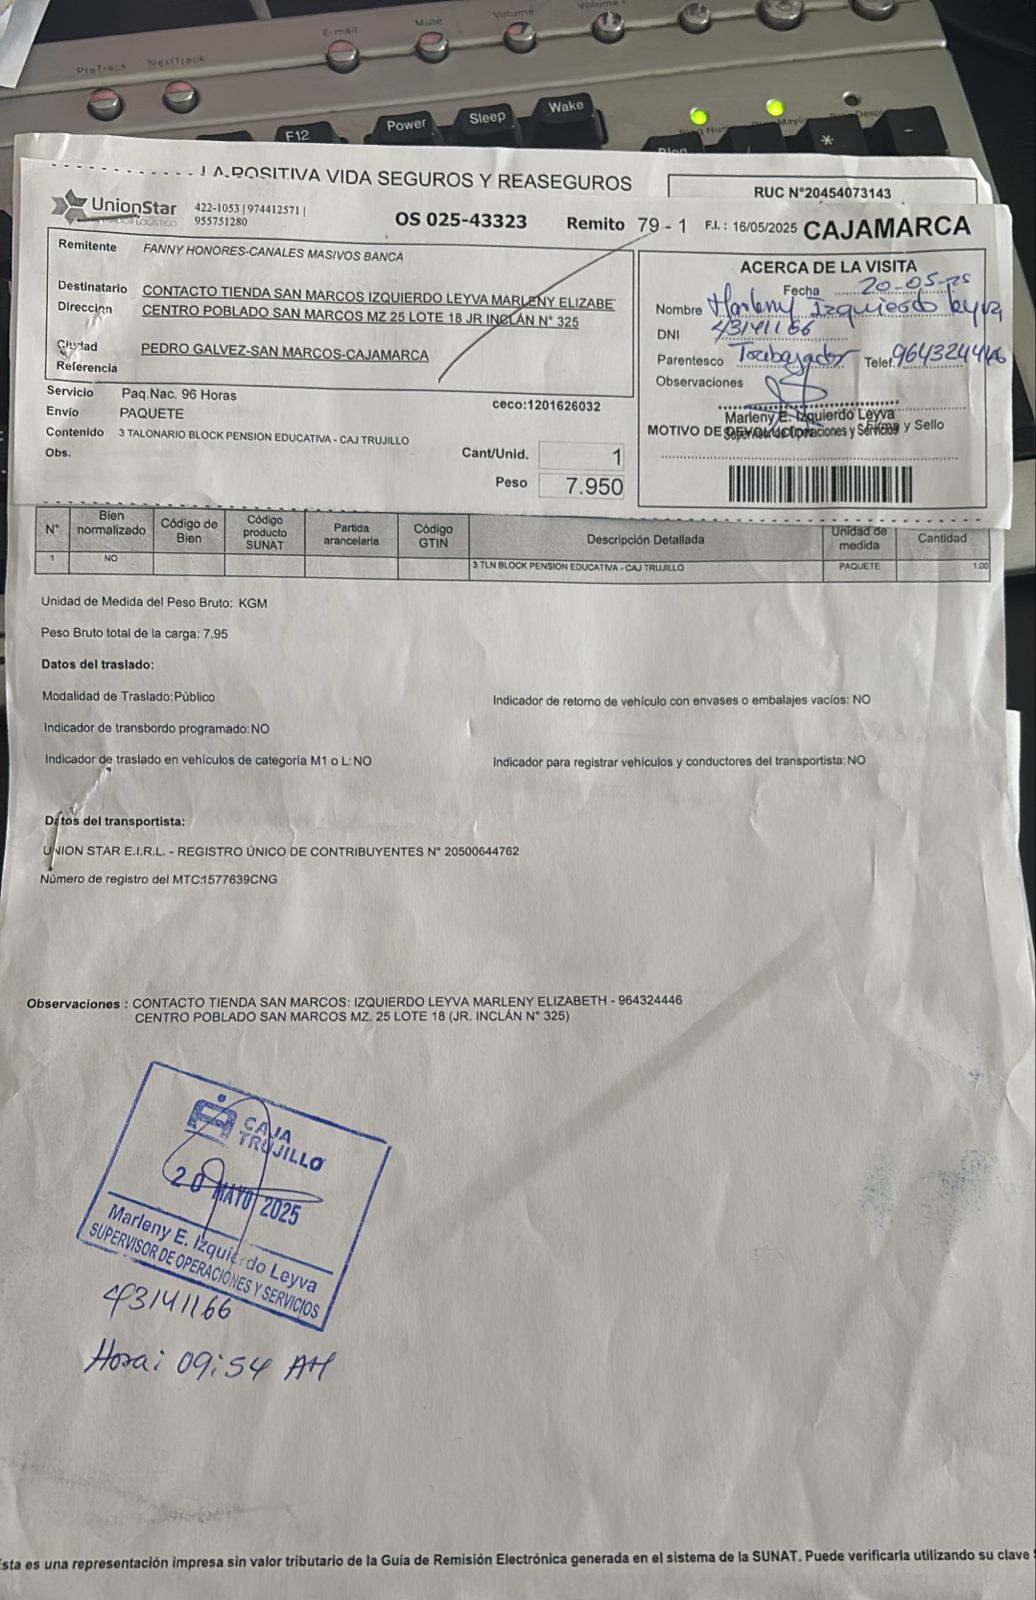 PreTrack
NextTrack
E.mail
Mute
Volume
Volume
F12
Power
Sleep
Wake
*
-
LA POSITIVA VIDA SEGUROS Y REASEGUROS
RUC N°20454073143
UnionStar
422-1053 | 974412571 |
955751280
OS 025-43323
Remito 79 - 1
F.I. : 16/05/2025
CAJAMARCA
Remitente FANNY HONORES-CANALES MASIVOS BANCA
Destinatario CONTACTO TIENDA SAN MARCOS IZQUIERDO LEYVA MARLENY ELIZABE
Dirección CENTRO POBLADO SAN MARCOS MZ 25 LOTE 18 JR INCLÁN N° 325
Ciudad PEDRO GALVEZ-SAN MARCOS-CAJAMARCA
Referencia
Servicio Paq.Nac. 96 Horas
ceco:1201626032
Envío PAQUETE
Contenido 3 TALONARIO BLOCK PENSION EDUCATIVA - CAJ TRUJILLO
Obs.
Cant/Unid. 1
Peso 7.950
ACERCA DE LA VISITA
Fecha 20-05-25
Nombre Marleny Izquierdo Leyva
DNI 43141166
Parentesco Trabajador Telef. 964324446
Observaciones
Marleny E. Izquierdo Leyva
MOTIVO DE Firma y Sello
N°
Bien normalizado
Código de Bien
Código producto SUNAT
Partida arancelaria
Código GTIN
Descripción Detallada
Unidad de medida
Cantidad
1 NO 3 TLN BLOCK PENSION EDUCATIVA - CAJ TRUJILLO PAQUETE 1.00
Unidad de Medida del Peso Bruto: KGM
Peso Bruto total de la carga: 7.95
Datos del traslado:
Modalidad de Traslado:Público
Indicador de retorno de vehículo con envases o embalajes vacíos: NO
Indicador de transbordo programado:NO
Indicador de traslado en vehículos de categoría M1 o L:NO
Indicador para registrar vehículos y conductores del transportista:NO
Datos del transportista:
UNION STAR E.I.R.L. - REGISTRO ÚNICO DE CONTRIBUYENTES N° 20500644762
Número de registro del MTC:1577639CNG
Observaciones : CONTACTO TIENDA SAN MARCOS: IZQUIERDO LEYVA MARLENY ELIZABETH - 964324446
CENTRO POBLADO SAN MARCOS MZ. 25 LOTE 18 (JR. INCLÁN N° 325)
CAJA
TRUJILLO
20 MAYO 2025
Marleny E. Izquierdo Leyva
SUPERVISOR DE OPERACIONES Y SERVICIOS
43141166
Hora: 09:54 AM
Esta es una representación impresa sin valor tributario de la Guía de Remisión Electrónica generada en el sistema de la SUNAT. Puede verificarla utilizando su clave